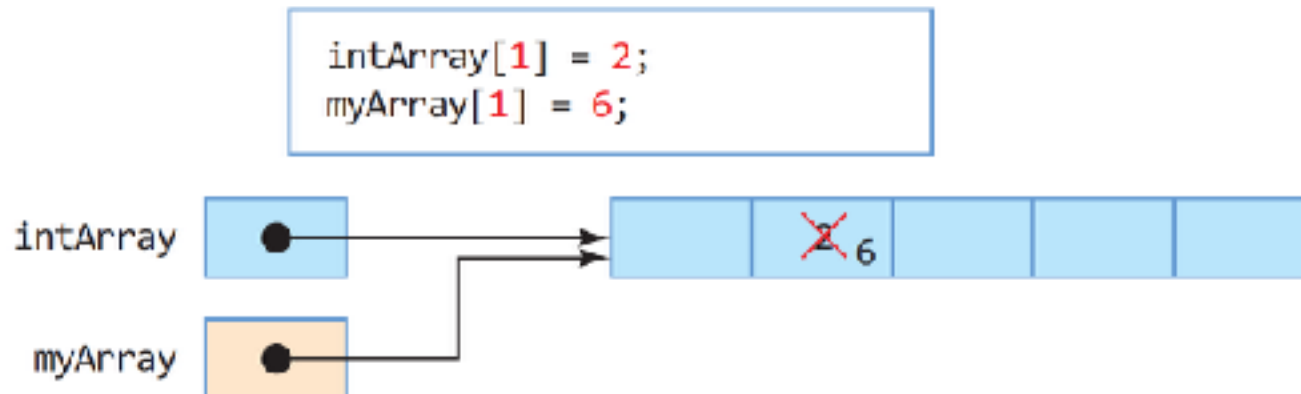 intArray[1] = 2;
myArray[1] = 6;
intArray
2 6
myArray